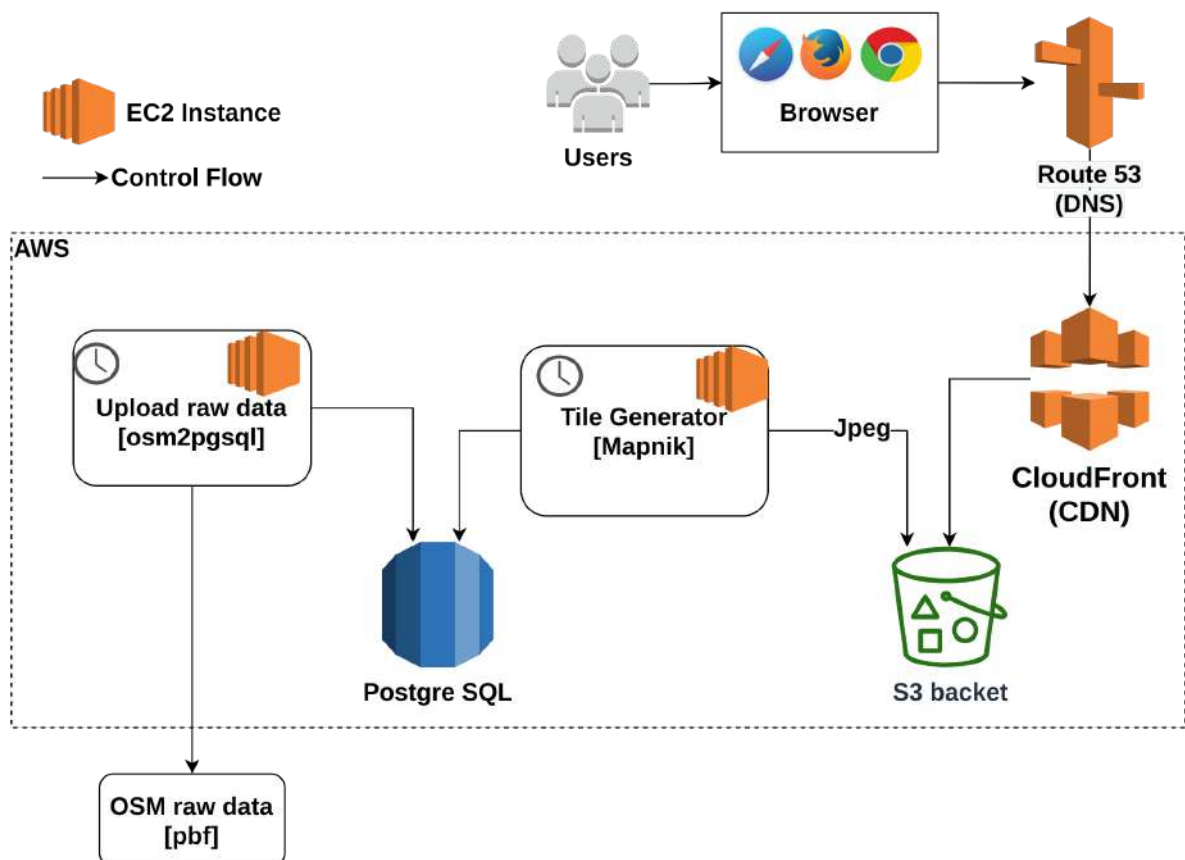 EC2 Instance
Control Flow
Users
Browser
Route 53
(DNS)
AWS
Upload raw data
[osm2pgsql]
Tile Generator
[Mapnik]
Jpeg
CloudFront
(CDN)
Postgre SQL
S3 backet
OSM raw data
[pbf]